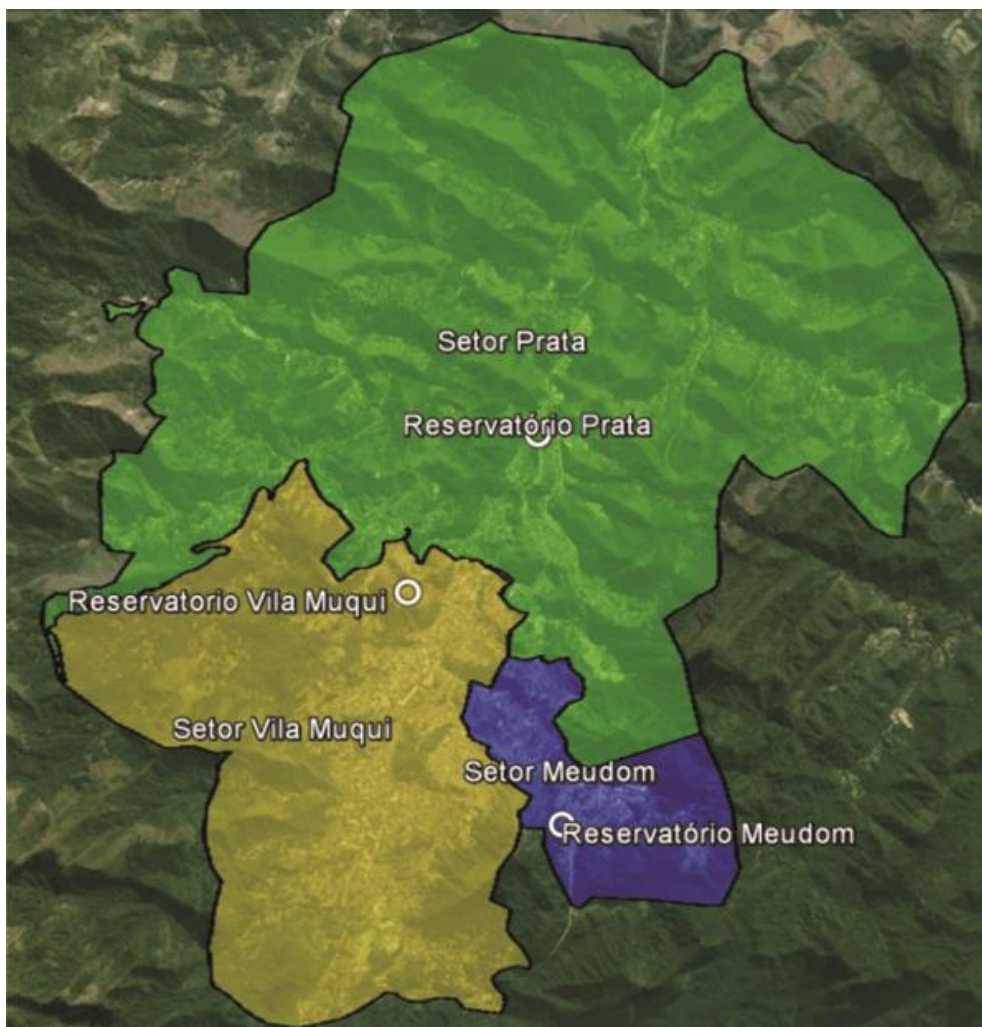 Setor Prata
Reservatório Prata
Reservatorio Vila Muqui
Setor Vila Muqui
Setor Meudom
Reservatório Meudom